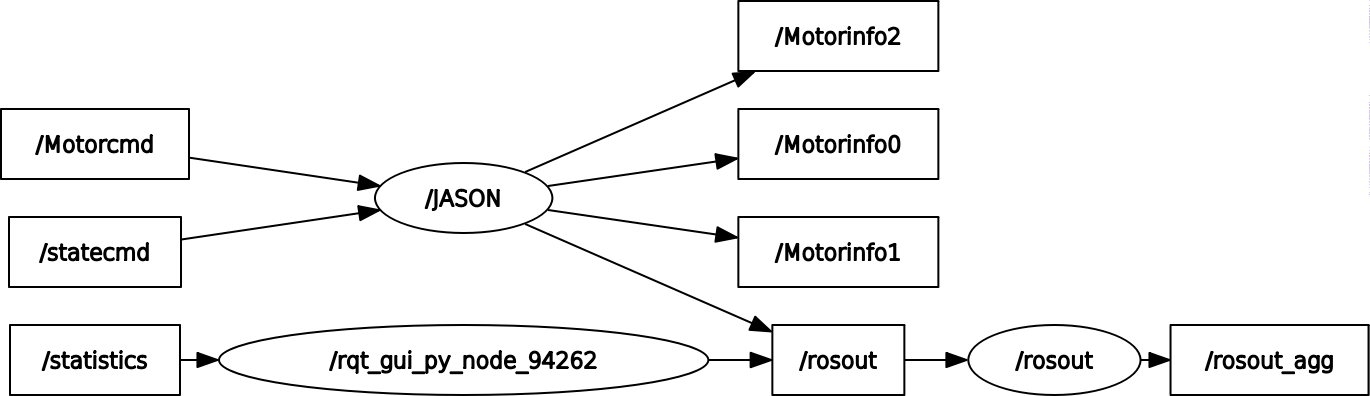 /Motorinfo2
/Motorcmd
/Motorinfo0
/JASON
/statecmd
/Motorinfo1
/statistics
/rqt_gui_py_node_94262
/rosout
/rosout
/rosout_agg